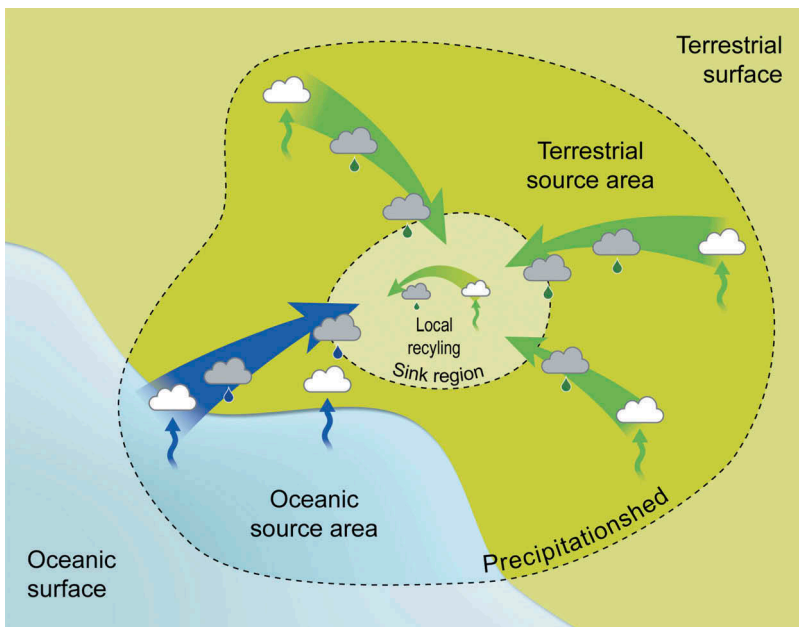 Terrestrial
surface
Terrestrial
source area
Local
recyling
Sink region
Oceanic
source area
Precipitationshed
Oceanic
surface